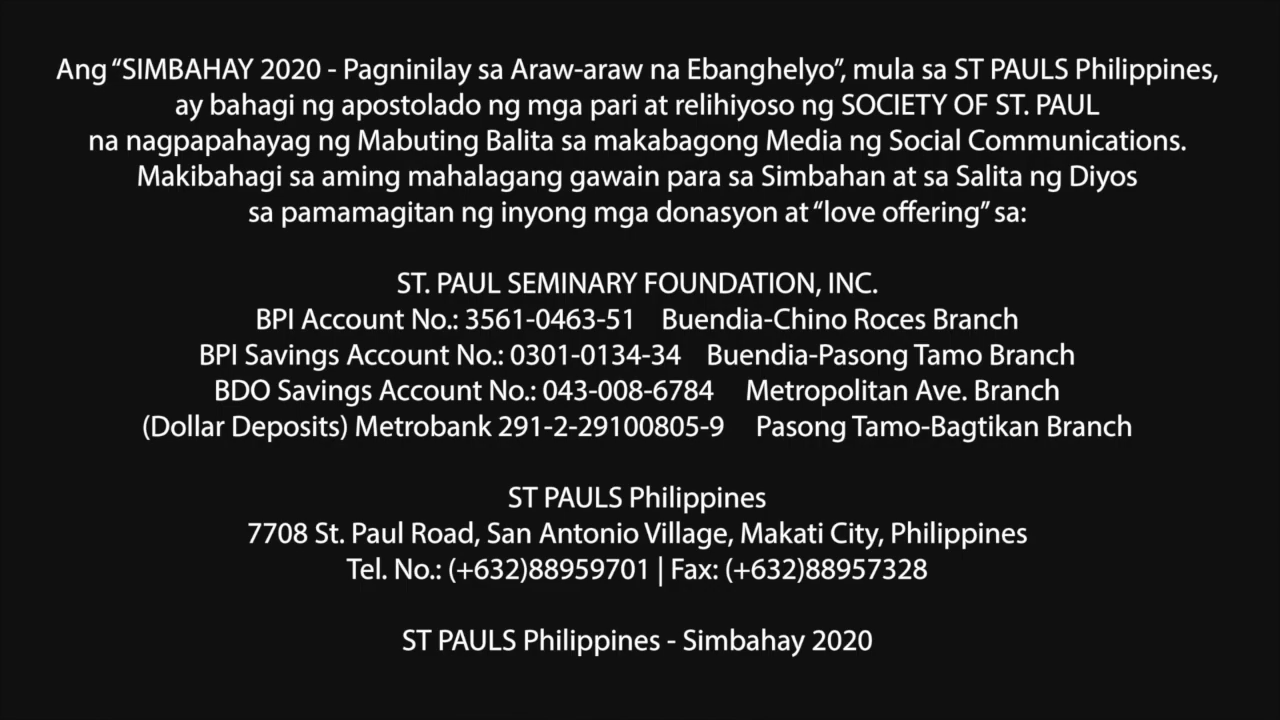 Ang “SIMBAHAY 2020 - Pagninilay sa Araw-araw na Ebanghelyo”, mula sa ST PAULS Philippines,
ay bahagi ng apostolado ng mga pari at relihiyoso ng SOCIETY OF ST. PAUL
na nagpapahayag ng Mabuting Balita sa makabagong Media ng Social Communications.
Makibahagi sa aming mahalagang gawain para sa Simbahan at sa Salita ng Diyos
sa pamamagitan ng inyong mga donasyon at “love offering” sa:
ST. PAUL SEMINARY FOUNDATION, INC.
BPI Account No.: 3561-0463-51 Buendia-Chino Roces Branch
BPI Savings Account No.: 0301-0134-34 Buendia-Pasong Tamo Branch
BDO Savings Account No.: 043-008-6784 Metropolitan Ave. Branch
(Dollar Deposits) Metrobank 291-2-29100805-9 Pasong Tamo-Bagtikan Branch
ST PAULS Philippines
7708 St. Paul Road, San Antonio Village, Makati City, Philippines
Tel. No.: (+632)88959701 | Fax: (+632)88957328
ST PAULS Philippines - Simbahay 2020